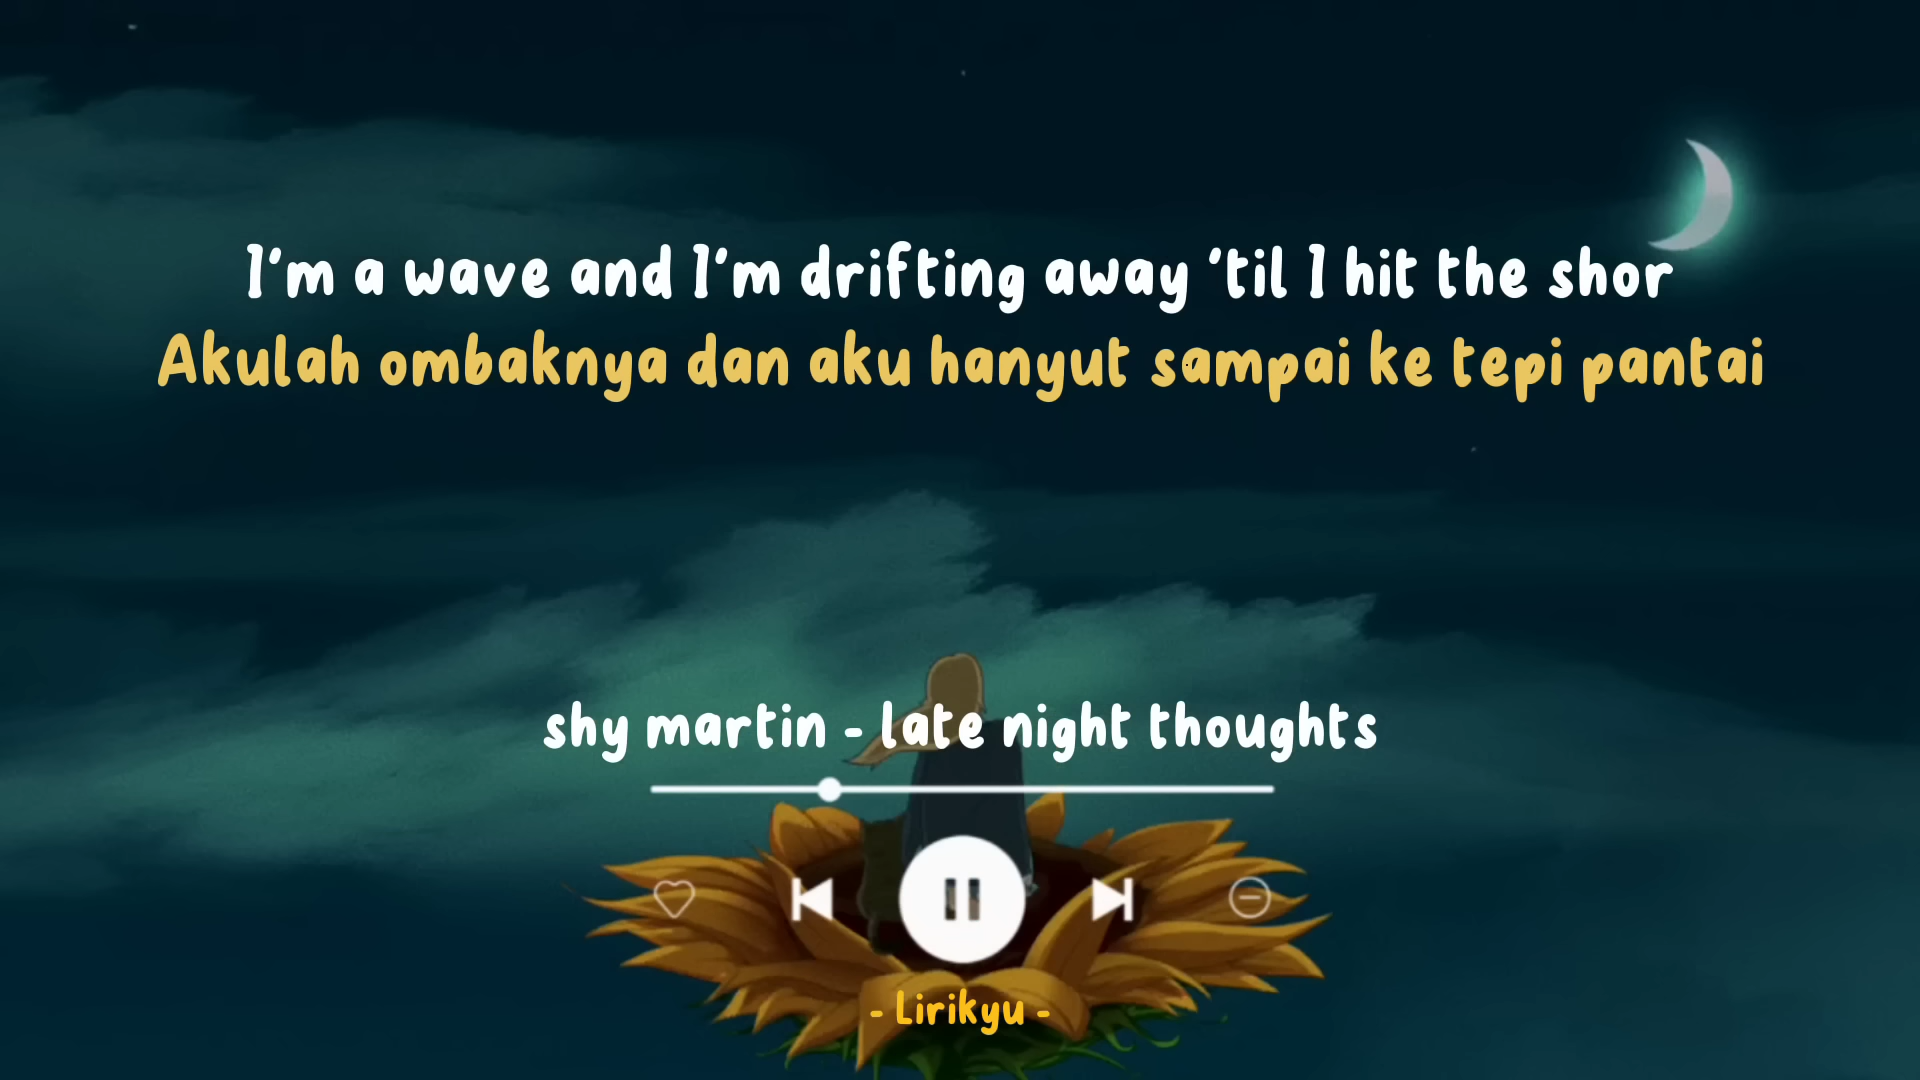 I'm a wave and I'm drifting away 'til I hit the shor
Akulah ombaknya dan aku hanyut sampai ke tepi pantai
shy martin - late night thoughts
- Lirikyu -